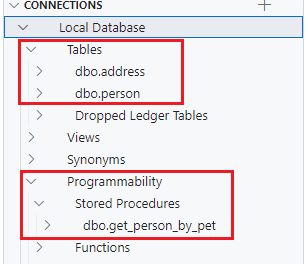 CONNECTIONS
Local Database
Tables
dbo.address
dbo.person
Dropped Ledger Tables
Views
Synonyms
Programmability
Stored Procedures
dbo.get_person_by_pet
Functions